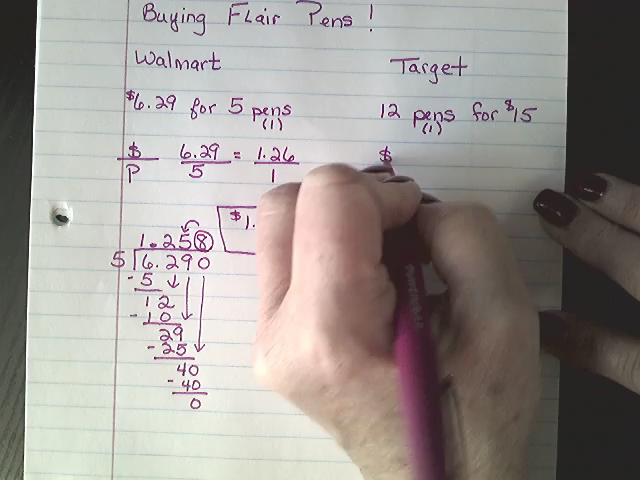 Buying Flair Pens!
Walmart
Target
$6.29 for 5 pens
(1)
12 pens for $15
(1)
$/P 6.29/5 = 1.26/1
$
$1.
1.258
5 6.290
-5
12
-10
29
-25
40
-40
0